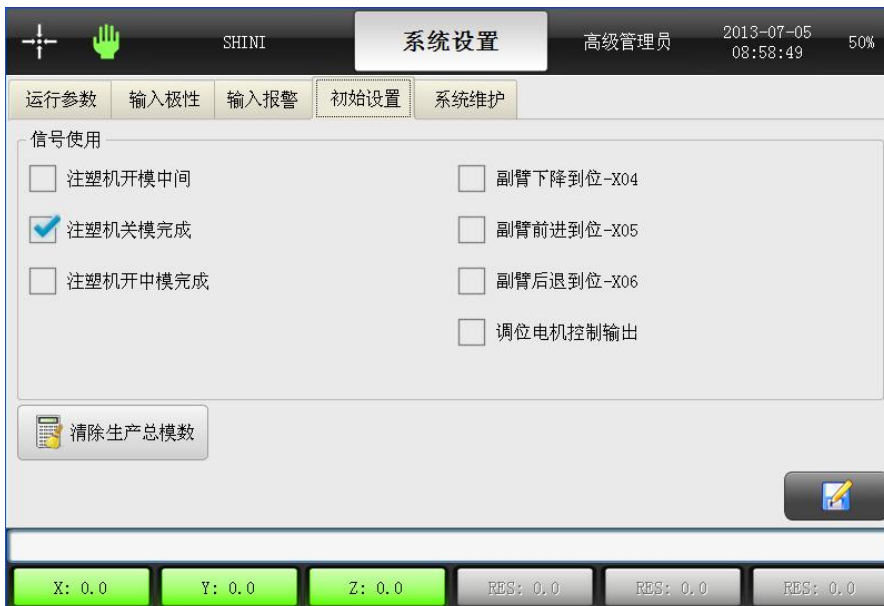 SHINI 系统设置 高级管理员 2013-07-05 50%
08:58:49
运行参数 输入极性 输入报警 初始设置 系统维护
信号使用
注塑机开模中间 副臂下降到位-X04
注塑机关模完成 副臂前进到位-X05
注塑机开中模完成 副臂后退到位-X06
调位电机控制输出
清除生产总模数
X: 0.0 Y: 0.0 Z: 0.0 RES: 0.0 RES: 0.0 RES: 0.0